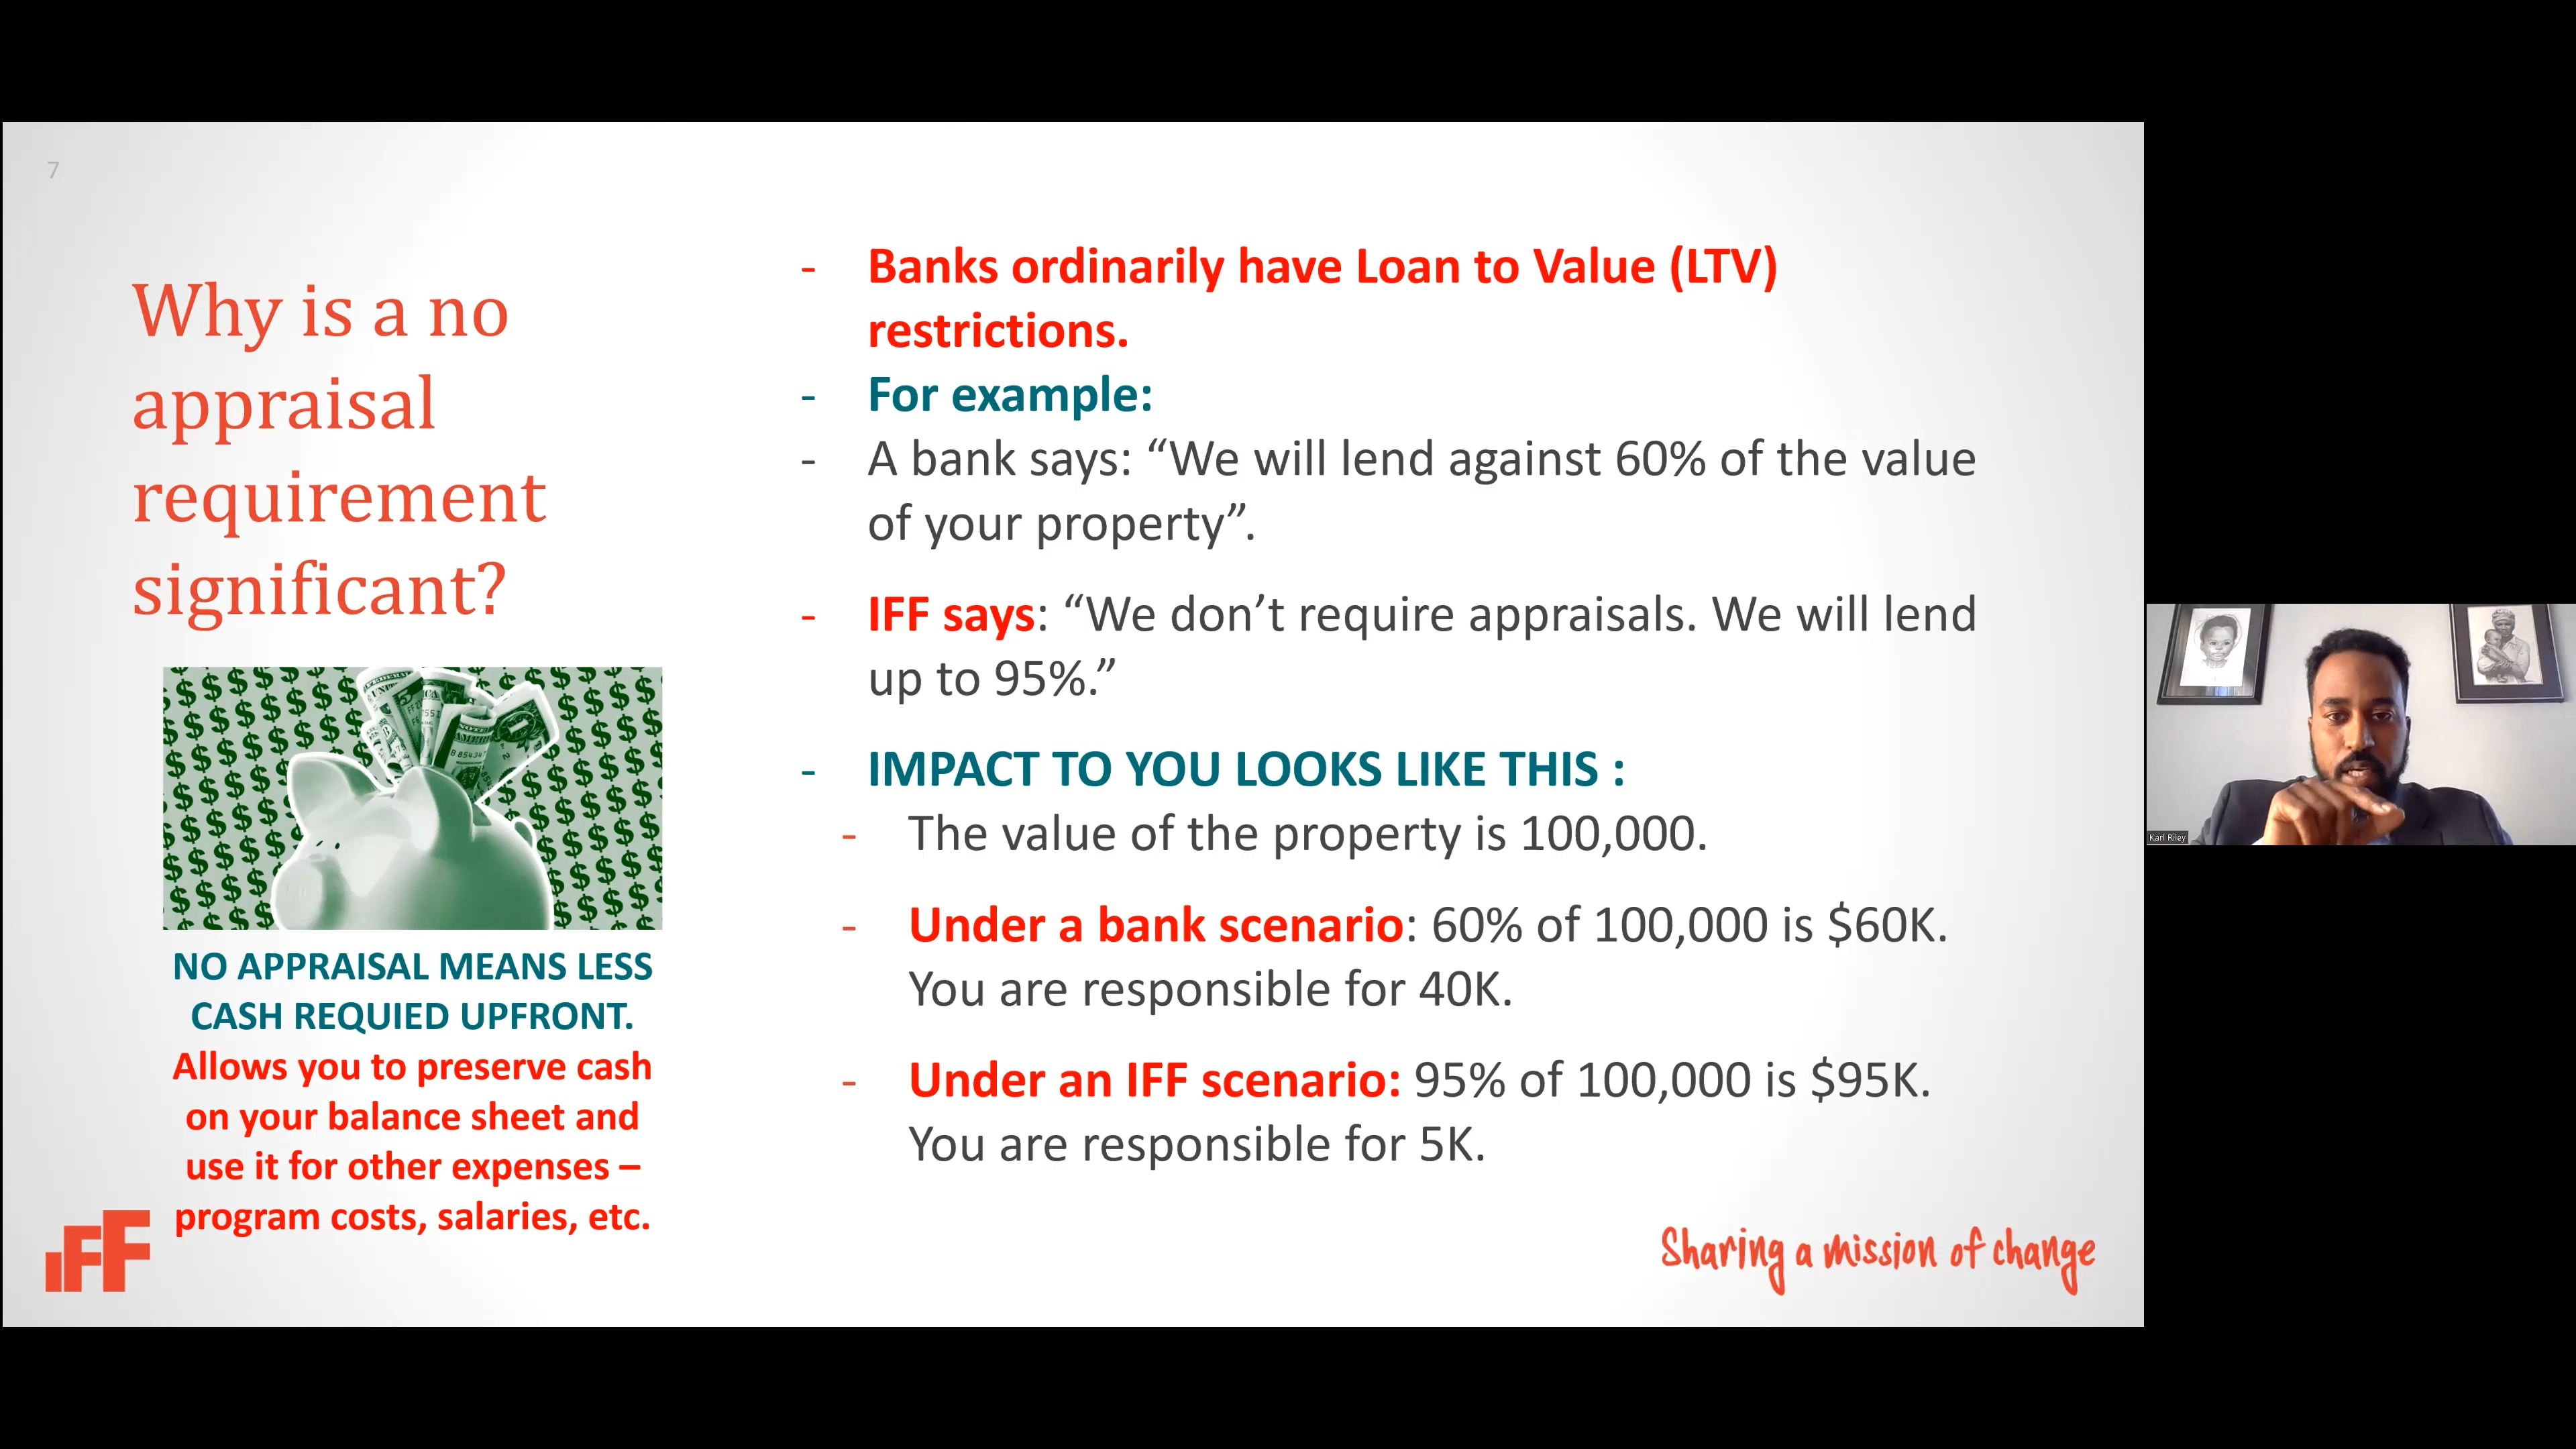 7
Why is a no
appraisal
requirement
significant?
NO APPRAISAL MEANS LESS
CASH REQUIED UPFRONT.
Allows you to preserve cash
on your balance sheet and
use it for other expenses –
program costs, salaries, etc.
IFF
- Banks ordinarily have Loan to Value (LTV)
restrictions.
- For example:
- A bank says: “We will lend against 60% of the value
of your property”.
- IFF says: “We don’t require appraisals. We will lend
up to 95%.”
- IMPACT TO YOU LOOKS LIKE THIS :
- The value of the property is 100,000.
- Under a bank scenario: 60% of 100,000 is $60K.
You are responsible for 40K.
- Under an IFF scenario: 95% of 100,000 is $95K.
You are responsible for 5K.
Sharing a mission of change
Karl Riley